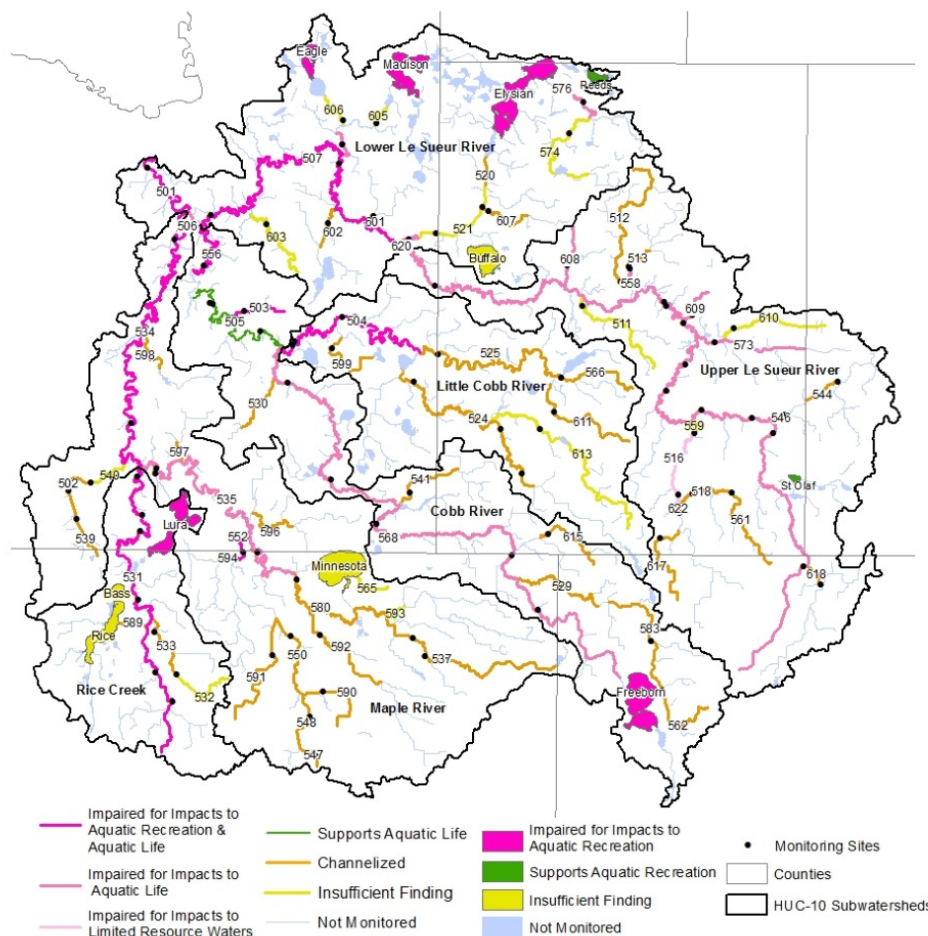 Eagle
Madison
Elysian
Reeds
576
606
605
Lower Le Sueur River
574
507
520
501
512
607
506
603
602
501
521
620
556
Buffalo
608
513
558
503
505
504
609
511
610
534
598
599
525
573
566
Little Cobb River
Upper Le Sueur River
530
544
524
611
559
546
613
516
597
549
502
541
518
St Olaf
535
622
561
Lura
Cobb River
539
596
568
552
594
615
Minnesota
617
618
531
565
529
Bass
593
589
580
583
Rice
533
592
550
537
591
532
590
Freeborn
Rice Creek
Maple River
548
562
547
Impaired for Impacts to
Aquatic Recreation &
Aquatic Life
Impaired for Impacts to
Aquatic Life
Impaired for Impacts to
Limited Resource Waters
Supports Aquatic Life
Channelized
Insufficient Finding
Not Monitored
Impaired for Impacts to
Aquatic Recreation
Supports Aquatic Recreation
Insufficient Finding
Not Monitored
Monitoring Sites
Counties
HUC-10 Subwatersheds